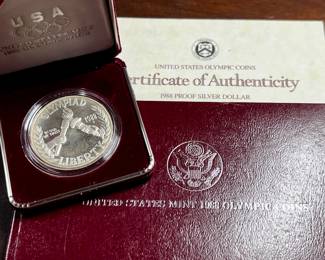 USA
UNITED STATES OLYMPIC COINS
Certificate of Authenticity
1988 PROOF SILVER DOLLAR
OLYMPIAD
1988
LIBERTY
UNITED STATES MINT 1988 OLYMPIC COINS